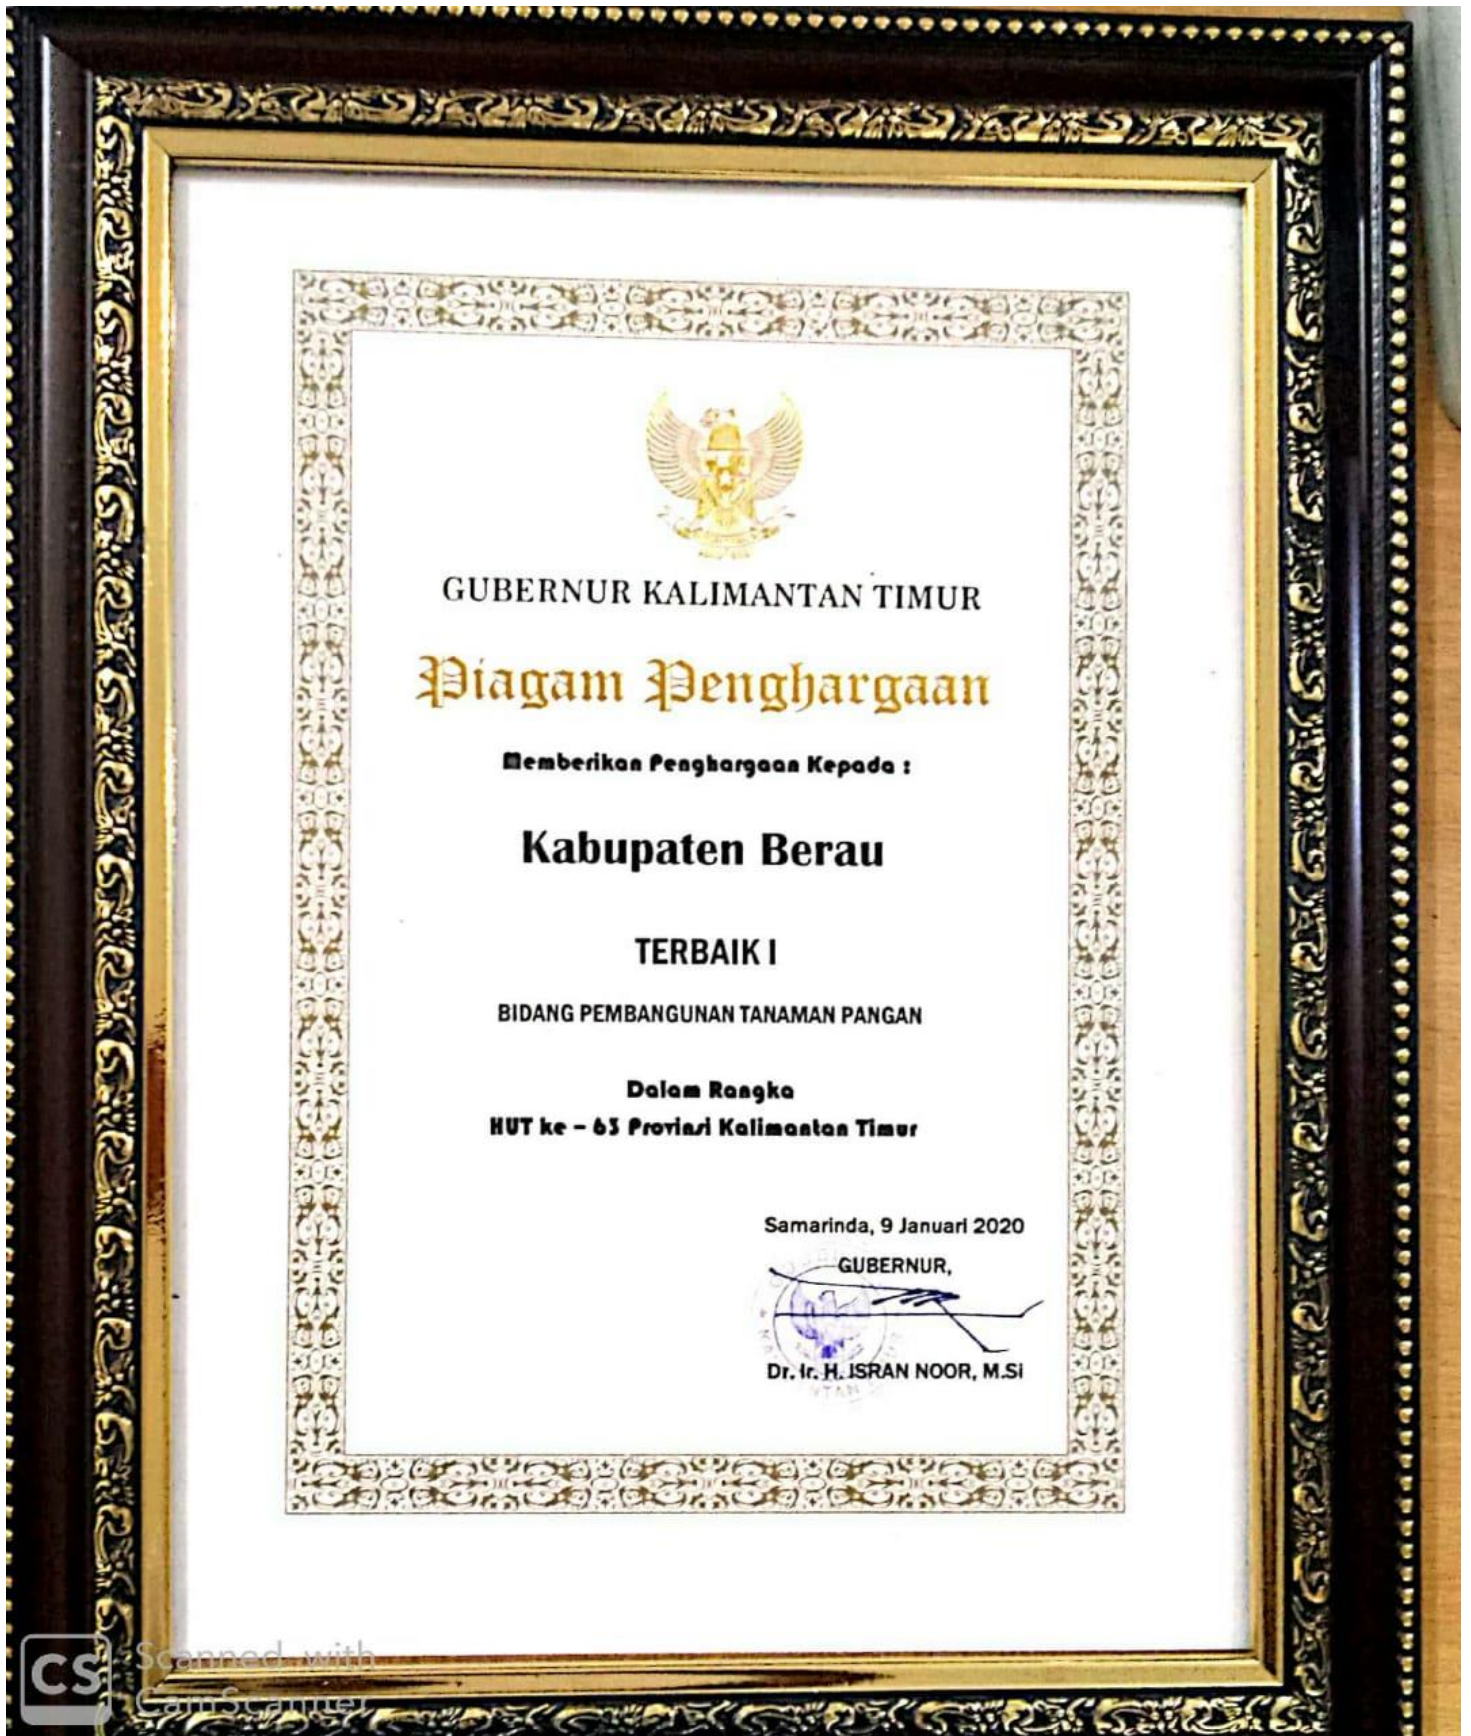 GUBERNUR KALIMANTAN TIMUR
Piagam Penghargaan
Memberikan Penghargaan Kepada :
Kabupaten Berau
TERBAIK I
BIDANG PEMBANGUNAN TANAMAN PANGAN
Dalam Rangka
HUT ke - 63 Provinsi Kalimantan Timur
Samarinda, 9 Januari 2020
GUBERNUR,
Dr. Ir. H. ISRAN NOOR, M.Si
CS
Scanned with
CamScanner